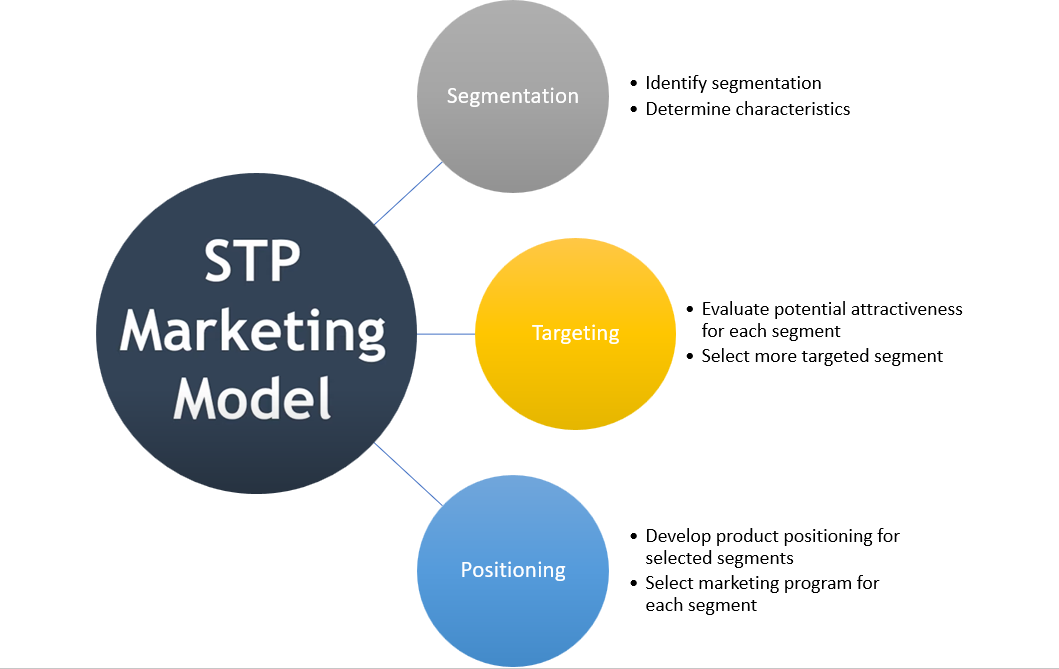 STP
Marketing
Model
Segmentation
• Identify segmentation
• Determine characteristics
Targeting
• Evaluate potential attractiveness
for each segment
• Select more targeted segment
Positioning
• Develop product positioning for
selected segments
• Select marketing program for
each segment